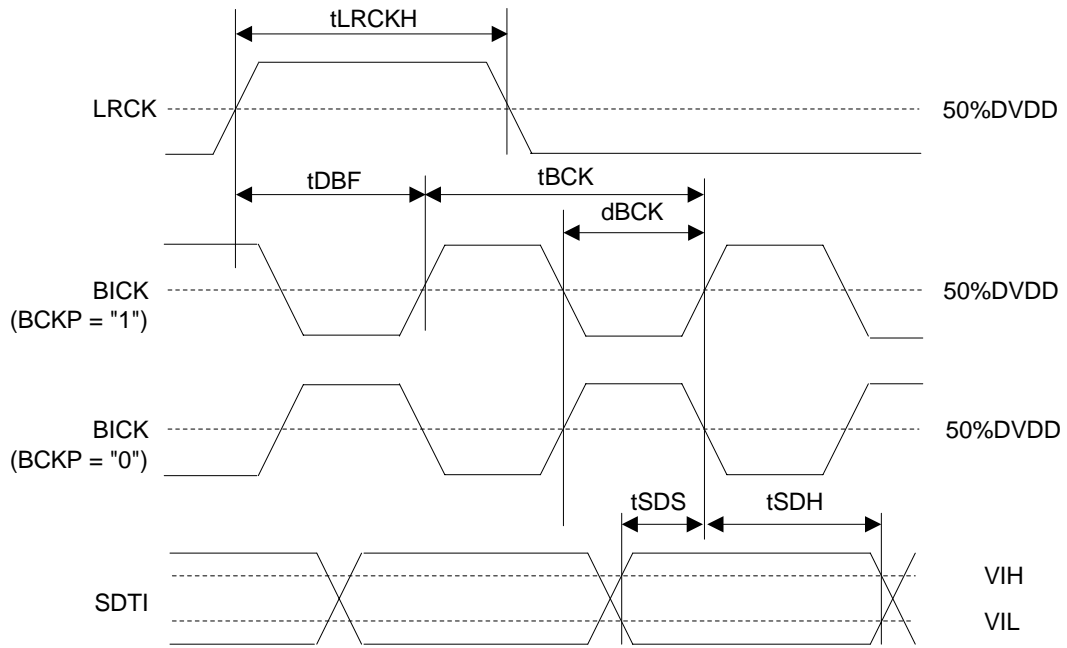 tLRCKH
LRCK
50%DVDD
tDBF
tBCK
dBCK
BICK
(BCKP = "1")
50%DVDD
BICK
(BCKP = "0")
50%DVDD
tSDS
tSDH
SDTI
VIH
VIL